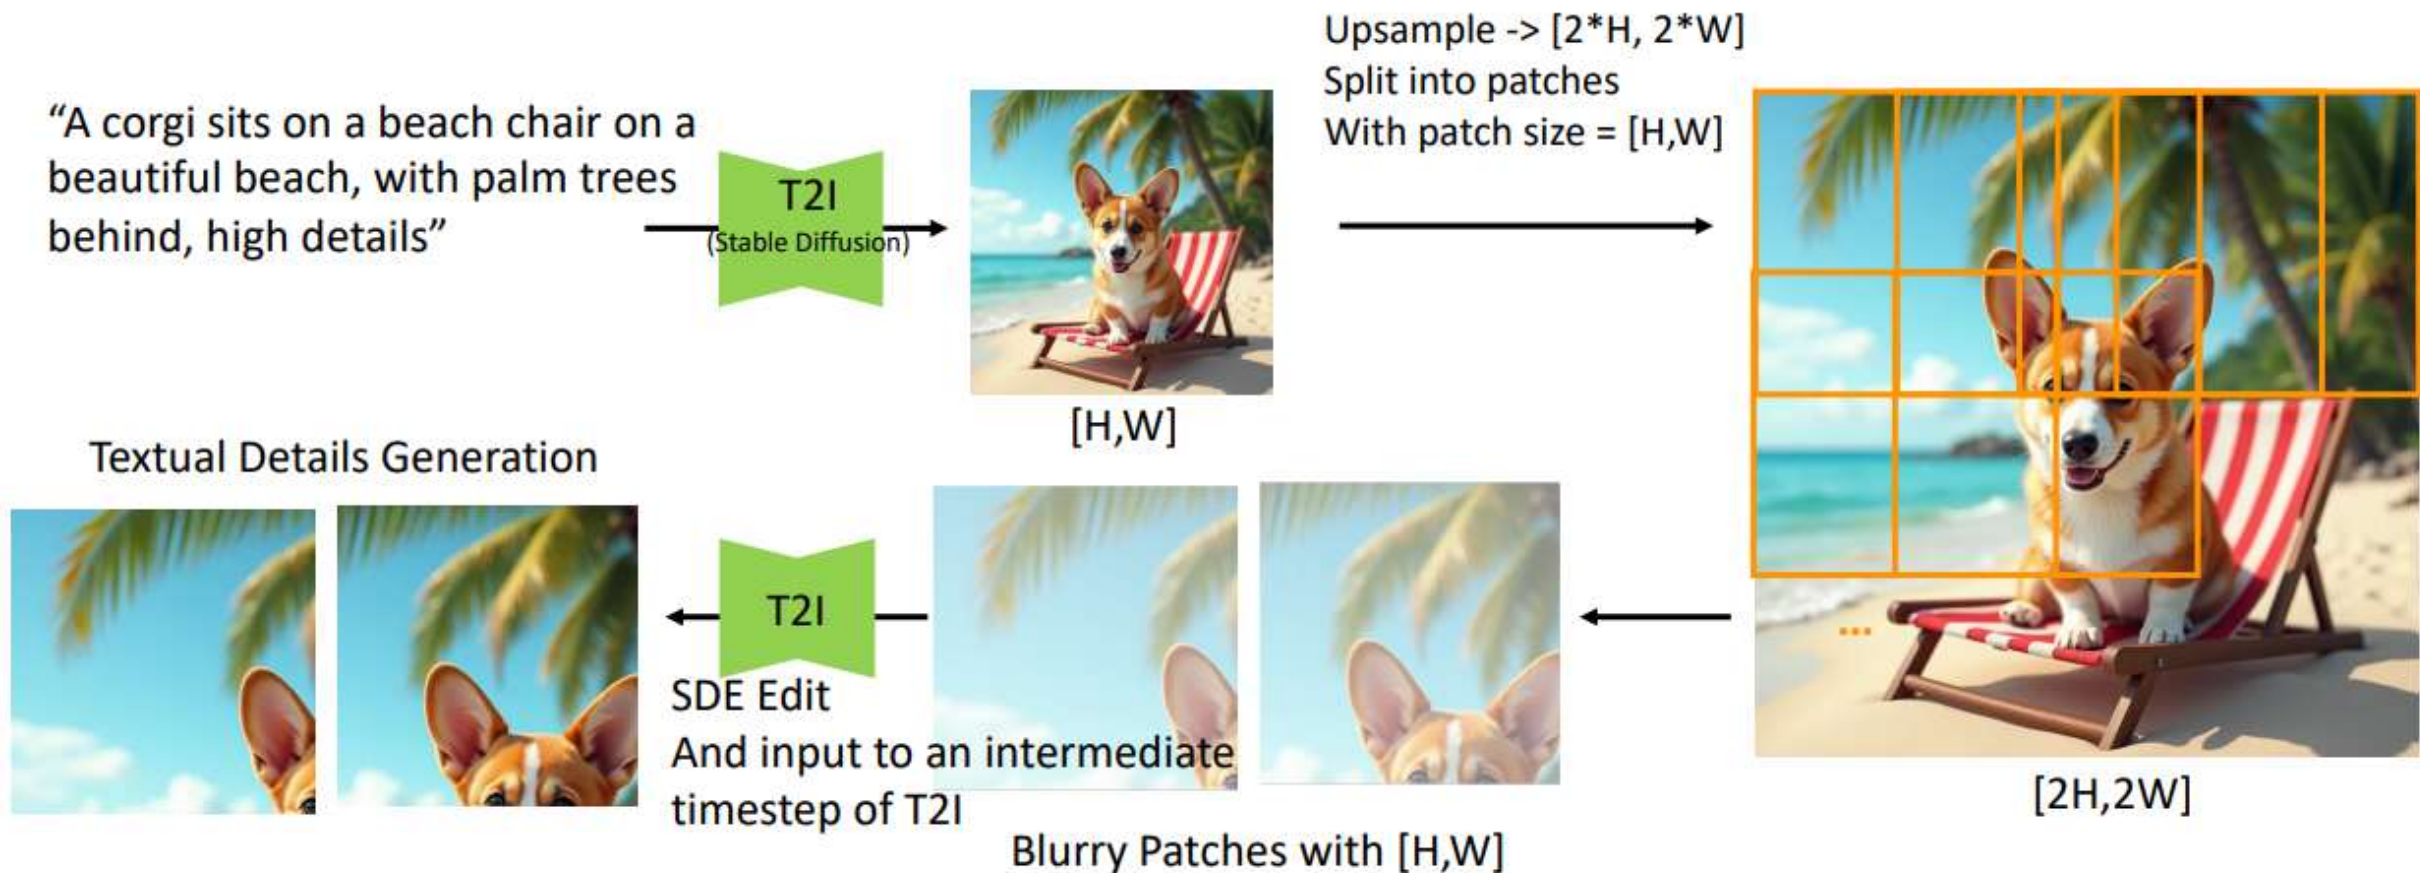 “A corgi sits on a beach chair on a
beautiful beach, with palm trees
behind, high details”
T2I
(Stable Diffusion)
[H,W]
Upsample -> [2*H, 2*W]
Split into patches
With patch size = [H,W]
...
[2H,2W]
Blurry Patches with [H,W]
T2I
SDE Edit
And input to an intermediate
timestep of T2I
Textual Details Generation